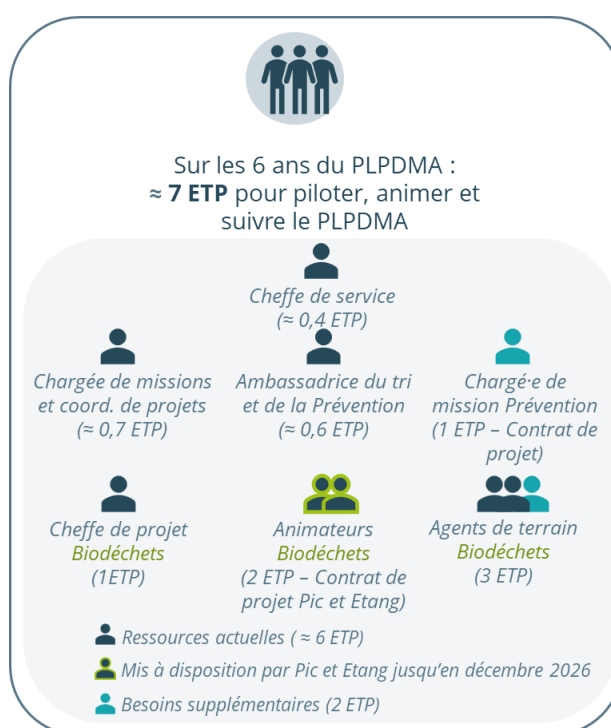 Sur les 6 ans du PLPDMA :
≈ 7 ETP pour piloter, animer et
suivre le PLPDMA
Cheffe de service
(≈ 0,4 ETP)
Chargée de missions
et coord. de projets
(≈ 0,7 ETP)
Ambassadrice du tri
et de la Prévention
(≈ 0,6 ETP)
Chargé·e de
mission Prévention
(1 ETP – Contrat de
projet)
Cheffe de projet
Biodéchets
(1ETP)
Animateurs
Biodéchets
(2 ETP – Contrat de
projet Pic et Etang)
Agents de terrain
Biodéchets
(3 ETP)
Ressources actuelles ( ≈ 6 ETP)
Mis à disposition par Pic et Etang jusqu'en décembre 2026
Besoins supplémentaires (2 ETP)